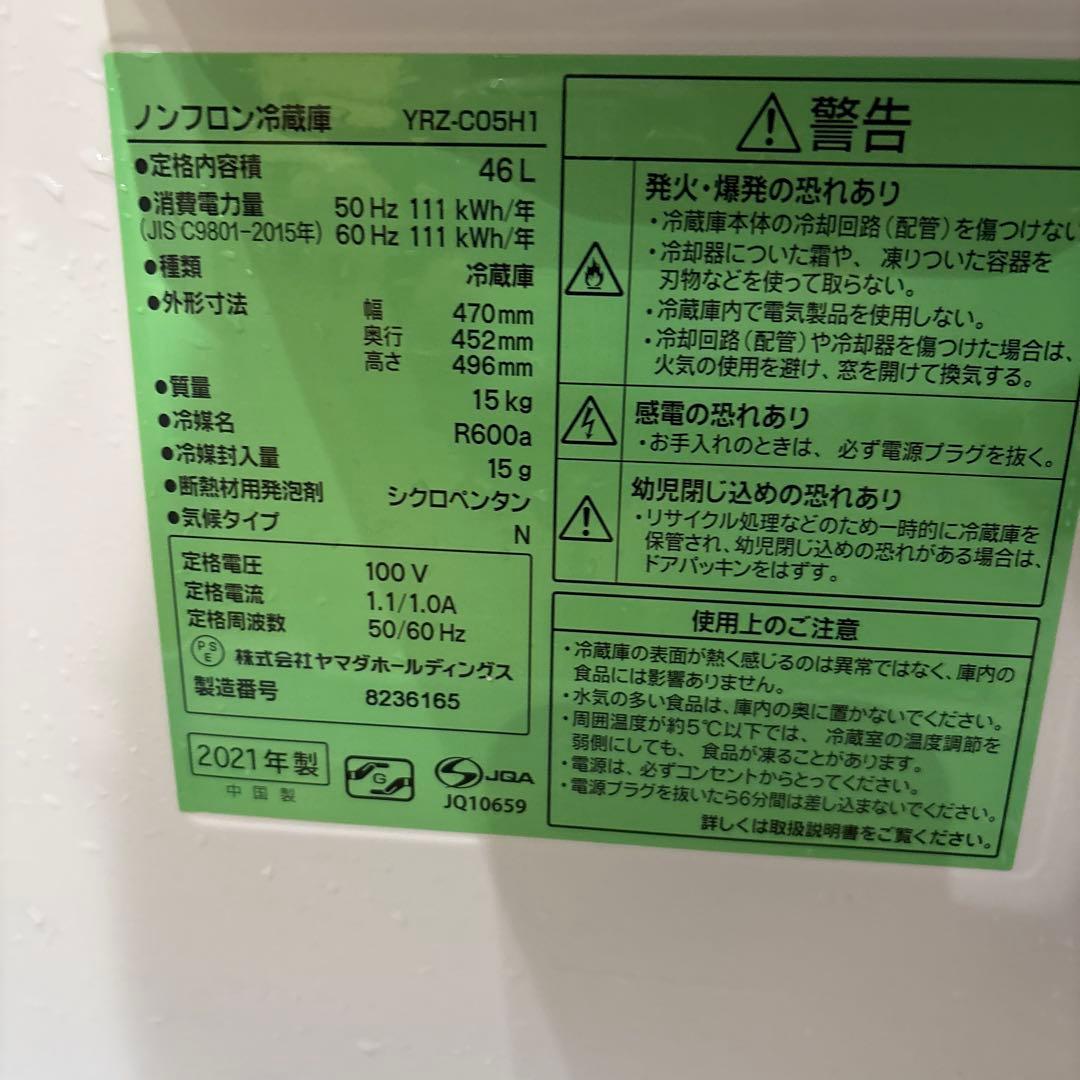 ノンフロン冷蔵庫 YRZ-C05H1
●定格内容積 46 L
●消費電力量 50 Hz 111 kWh/年
(JIS C9801-2015年) 60 Hz 111 kWh/年
●種類 冷蔵庫
●外形寸法 幅 470mm
奥行 452mm
高さ 496mm
●質量 15 kg
●冷媒名 R600a
●冷媒封入量 15 g
●断熱材用発泡剤 シクロペンタン
●気候タイプ N
定格電圧 100 V
定格電流 1.1/1.0A
定格周波数 50/60 Hz
PSE 株式会社ヤマダホールディングス
製造番号 8236165
2021年製
中国製
G
JQA
JQ10659
警告
発火・爆発の恐れあり
・冷蔵庫本体の冷却回路(配管)を傷つけない
・冷却器についた霜や、凍りついた容器を
刃物などを使って取らない。
・冷蔵庫内で電気製品を使用しない。
・冷却回路(配管)や冷却器を傷つけた場合は、
火気の使用を避け、窓を開けて換気する。
感電の恐れあり
・お手入れのときは、必ず電源プラグを抜く。
幼児閉じ込めの恐れあり
・リサイクル処理などのため一時的に冷蔵庫を
保管され、幼児閉じ込めの恐れがある場合は、
ドアパッキンをはずす。
使用上のご注意
・冷蔵庫の表面が熱く感じるのは異常ではなく、庫内の
食品には影響ありません。
・水気の多い食品は、庫内の奥に置かないでください。
・周囲温度が約5℃以下では、冷蔵室の温度調節を
弱側にしても、食品が凍ることがあります。
・電源は、必ずコンセントからとってください。
・電源プラグを抜いたら6分間は差し込まないでください。
詳しくは取扱説明書をご覧ください。